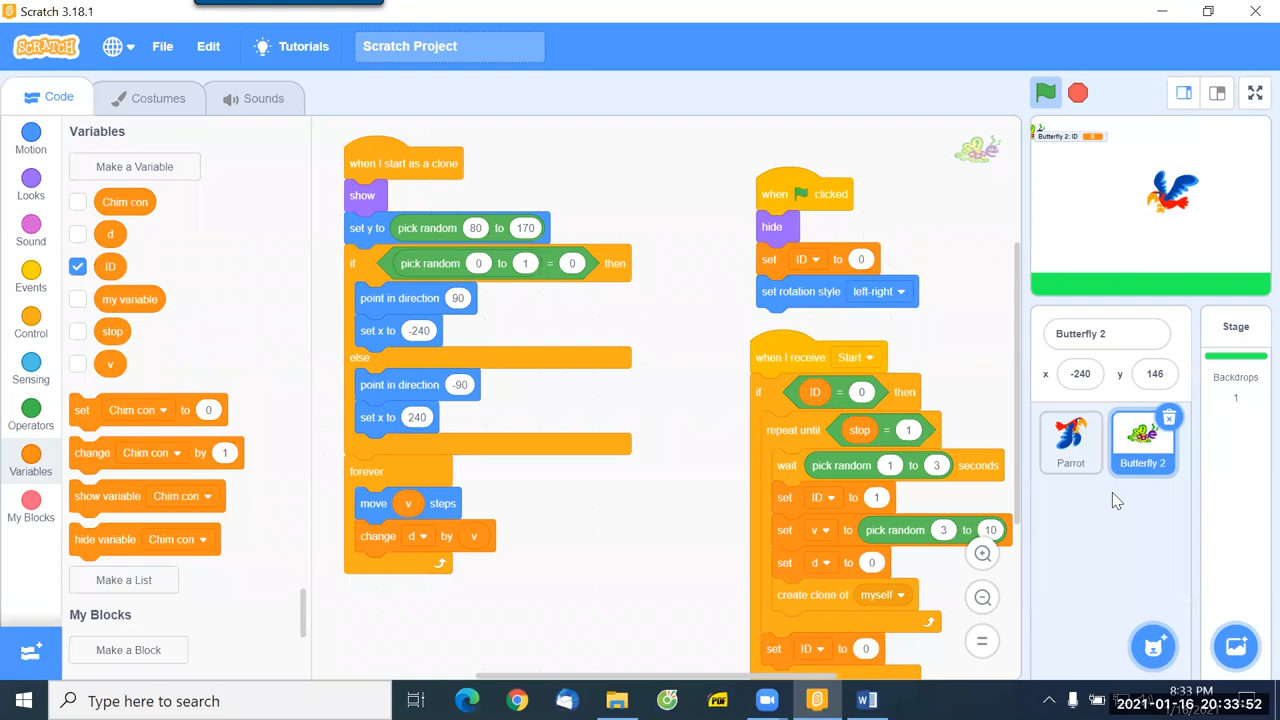 Scratch 3.18.1
SCRATCH
File
Edit
Tutorials
Scratch Project
Code
Costumes
Sounds
Motion
Looks
Sound
Events
Control
Sensing
Operators
Variables
My Blocks
Variables
Make a Variable
Chim con
d
ID
my variable
stop
v
set Chim con to 0
change Chim con by 1
show variable Chim con
hide variable Chim con
Make a List
My Blocks
Make a Block
when I start as a clone
show
set y to pick random 80 to 170
if pick random 0 to 1 = 0 then
point in direction 90
set x to -240
else
point in direction -90
set x to 240
forever
move v steps
change d by v
when clicked
hide
set ID to 0
set rotation style left-right
when I receive Start
if ID = 0 then
repeat until stop = 1
wait pick random 1 to 3 seconds
set ID to 1
set v to pick random 3 to 10
set d to 0
create clone of myself
set ID to 0
Butterfly 2: ID
Butterfly 2
x -240 y 146
Parrot
Butterfly 2
Stage
Backdrops
1
Type here to search
PDF
8:33 PM
2021-01-16 20:33:52